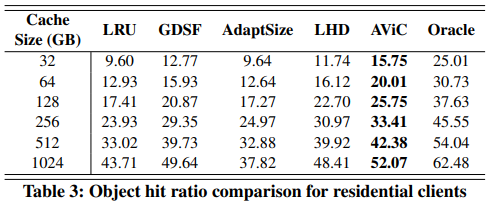 Cache Size (GB) LRU GDSF AdaptSize LHD AViC Oracle
32 9.60 12.77 9.64 11.74 15.75 25.01
64 12.93 15.93 12.64 16.12 20.01 30.73
128 17.41 20.87 17.27 22.70 25.75 37.63
256 23.93 29.35 24.97 30.97 33.41 45.55
512 33.02 39.73 32.88 39.92 42.38 54.04
1024 43.71 49.64 37.82 48.41 52.07 62.48
Table 3: Object hit ratio comparison for residential clients